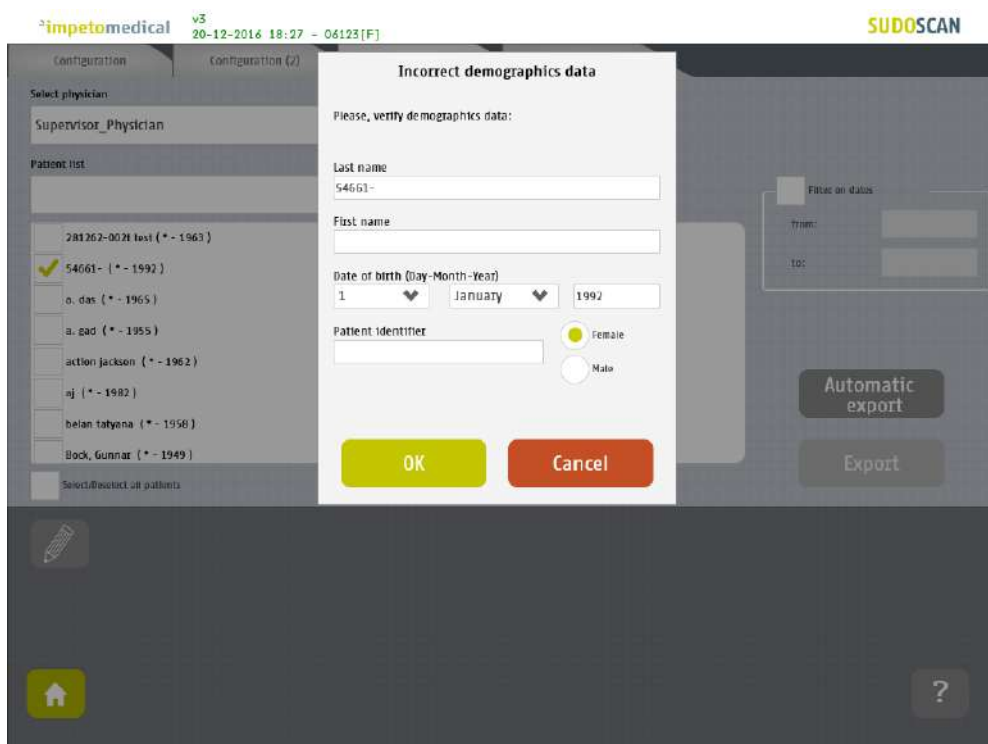 impetomedical
v3
20-12-2016 18:27 - 06123[F]
SUDOSCAN
Configuration
Configuration (2)
Select physician
Supervisor_Physician
Patient list
281262-002t test ( * - 1963 )
54661- ( * - 1992 )
o. das ( * - 1965 )
a. gad ( * - 1955 )
action jackson ( * - 1962 )
aj ( * - 1982 )
belan tatyana ( * - 1958 )
Bock, Gunnar ( * - 1949 )
Select/Deselect all patients
Incorrect demographics data
Please, verify demographics data:
Last name
54661-
First name
Date of birth (Day-Month-Year)
1
January
1992
Patient identifier
Female
Male
OK
Cancel
Filter on dates
from:
to:
Automatic
export
Export
?